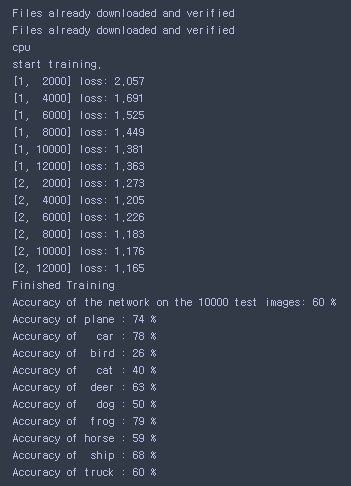 Files already downloaded and verified
Files already downloaded and verified
cpu
start training.
[1,  2000] loss: 2.057
[1,  4000] loss: 1.691
[1,  6000] loss: 1.525
[1,  8000] loss: 1.449
[1, 10000] loss: 1.381
[1, 12000] loss: 1.363
[2,  2000] loss: 1.273
[2,  4000] loss: 1.205
[2,  6000] loss: 1.226
[2,  8000] loss: 1.183
[2, 10000] loss: 1.176
[2, 12000] loss: 1.165
Finished Training
Accuracy of the network on the 10000 test images: 60 %
Accuracy of plane : 74 %
Accuracy of   car : 78 %
Accuracy of  bird : 26 %
Accuracy of   cat : 40 %
Accuracy of  deer : 63 %
Accuracy of   dog : 50 %
Accuracy of  frog : 79 %
Accuracy of horse : 59 %
Accuracy of  ship : 68 %
Accuracy of truck : 60 %